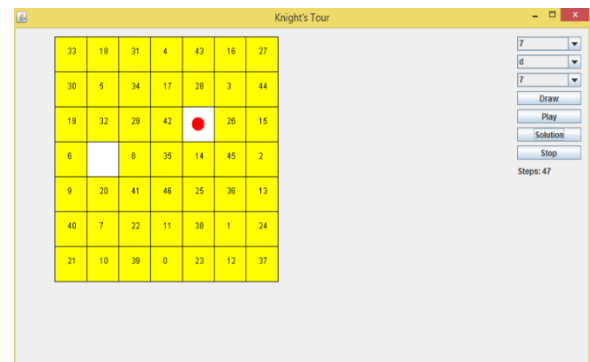 Knight's Tour
33 18 31 4 43 16 27
30 5 34 17 28 3 44
19 32 29 42 26 15
6 8 35 14 45 2
9 20 41 46 25 36 13
40 7 22 11 38 1 24
21 10 39 0 23 12 37
7
d
7
Draw
Play
Solution
Stop
Steps: 47